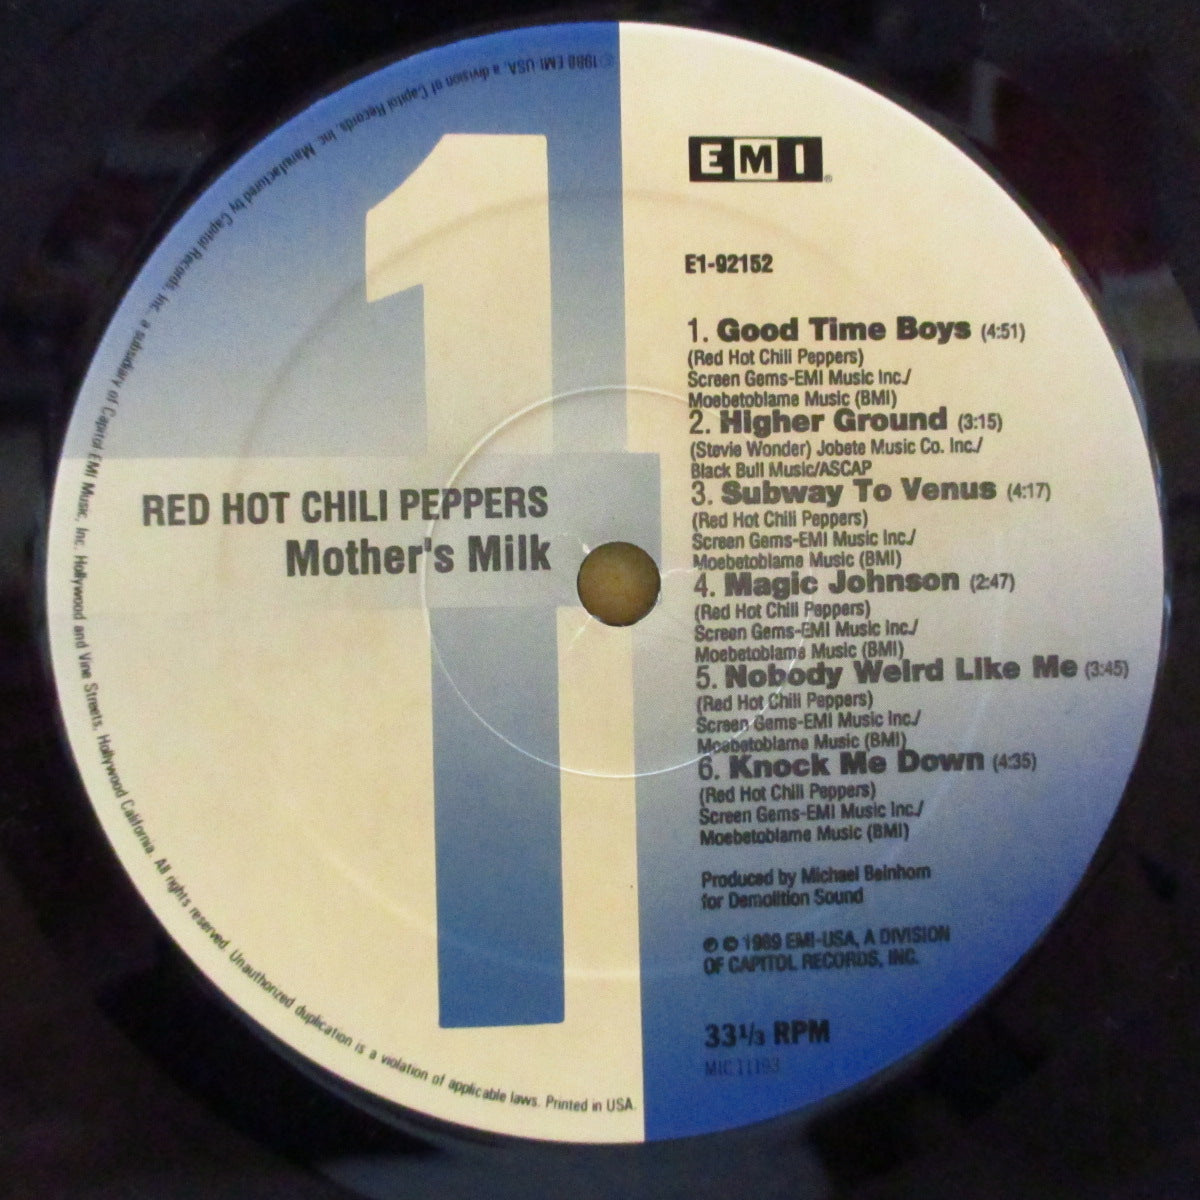 EMI®
E1-92152
1. Good Time Boys (4:51)
(Red Hot Chili Peppers)
Screen Gems-EMI Music Inc./
Moebetoblame Music (BMI)
2. Higher Ground (3:15)
(Stevie Wonder) Jobete Music Co. Inc./
Black Bull Music/ASCAP
3. Subway To Venus (4:17)
(Red Hot Chili Peppers)
Screen Gems-EMI Music Inc./
Moebetoblame Music (BMI)
4. Magic Johnson (2:47)
(Red Hot Chili Peppers)
Screen Gems-EMI Music Inc./
Moebetoblame Music (BMI)
5. Nobody Weird Like Me (3:45)
(Red Hot Chili Peppers)
Screen Gems-EMI Music Inc./
Moebetoblame Music (BMI)
6. Knock Me Down (4:35)
(Red Hot Chili Peppers)
Screen Gems-EMI Music Inc./
Moebetoblame Music (BMI)
Produced by Michael Beinhorn
for Demolition Sound
℗ © 1989 EMI-USA, A DIVISION
OF CAPITOL RECORDS, INC.
33 1/3 RPM
MIC 11193
1
RED HOT CHILI PEPPERS
Mother's Milk
© 1988 EMI-USA, a division of Capitol Records, Inc. Manufactured by Capitol Records, Inc. a subsidiary of Capitol EMI Music, Inc. Hollywood and Vine Streets, Hollywood California. All rights reserved. Unauthorized duplication is a violation of applicable laws. Printed in USA.